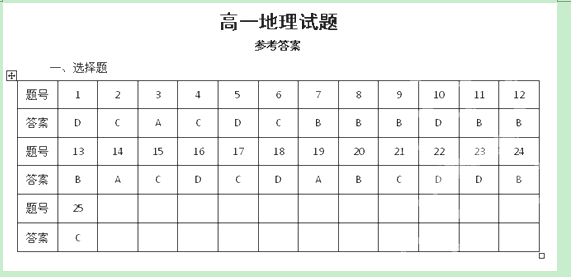 高一地理试题
参考答案
一、选择题
题号 1 2 3 4 5 6 7 8 9 10 11 12
答案 D C A C D C B B B D B B
题号 13 14 15 16 17 18 19 20 21 22 23 24
答案 B A C D C D A B C D D B
题号 25
答案 C